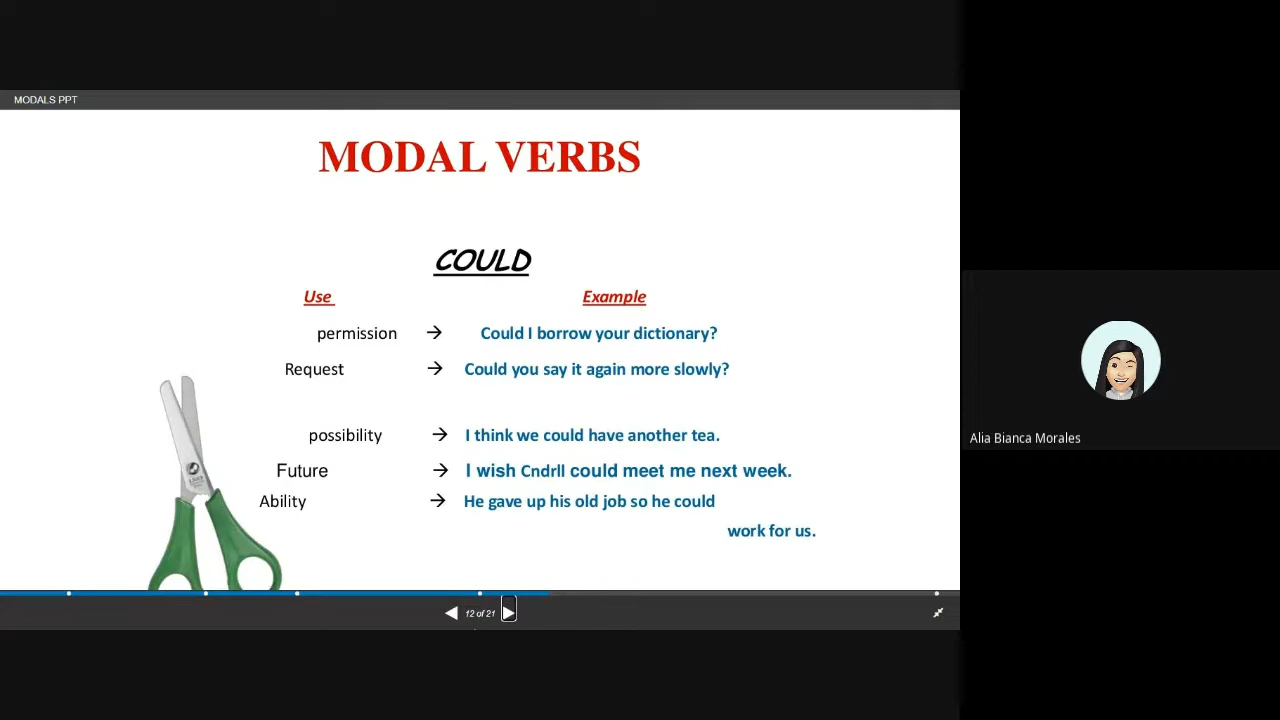 MODALS PPT
MODAL VERBS
COULD
Use Example
permission → Could I borrow your dictionary?
Request → Could you say it again more slowly?
possibility → I think we could have another tea.
Future → I wish Cndrll could meet me next week.
Ability → He gave up his old job so he could
work for us.
12 of 21
Alia Bianca Morales